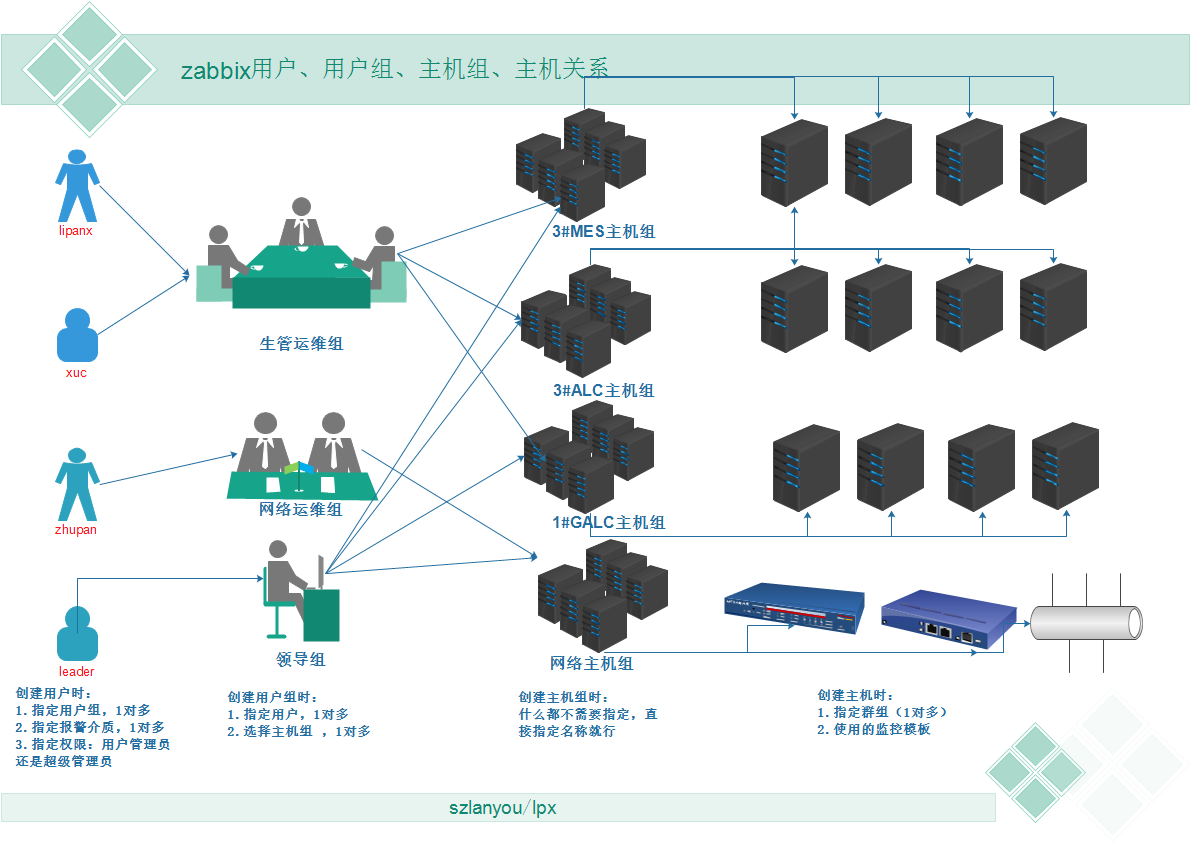 zabbix用户、用户组、主机组、主机关系
lipanx
3#MES主机组
生管运维组
xuc
3#ALC主机组
网络运维组
1#GALC主机组
zhupan
领导组
网络主机组
leader
创建用户时：
1.指定用户组，1对多
2.指定报警介质，1对多
3.指定权限：用户管理员
还是超级管理员
创建用户组时：
1.指定用户，1对多
2.选择主机组 ，1对多
创建主机组时：
什么都不需要指定，直
接指定名称就行
创建主机时：
1.指定群组（1对多）
2.使用的监控模板
szlanyou/lpx